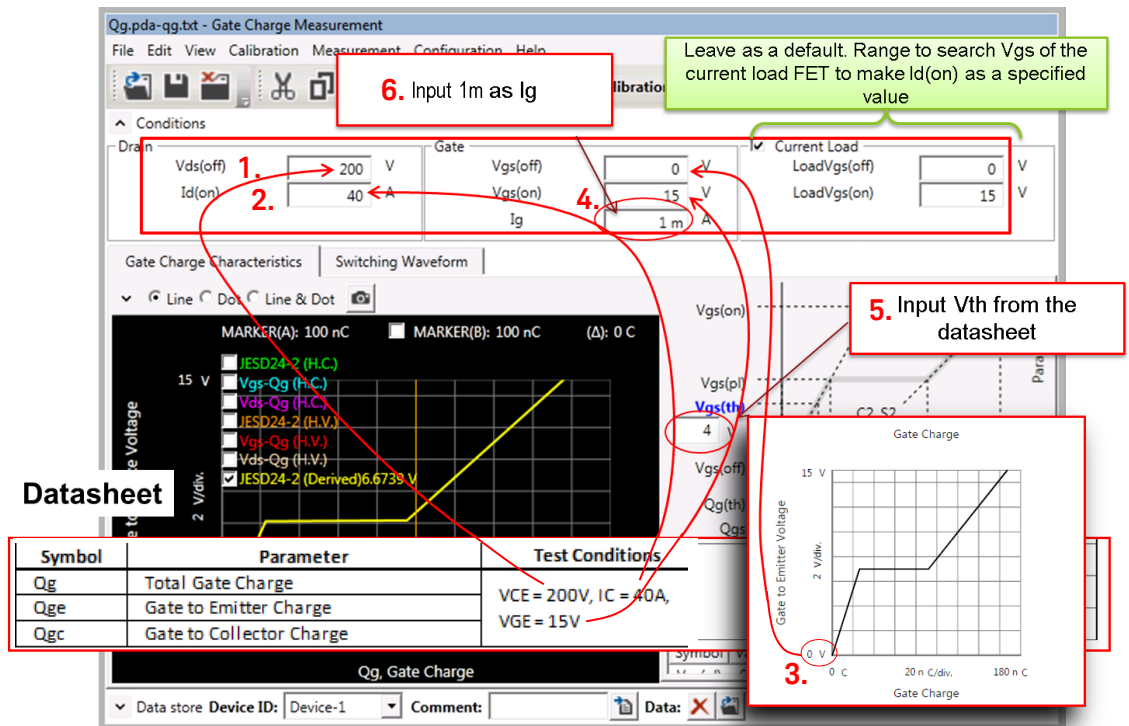 Qg.pda-qg.txt - Gate Charge Measurement
File Edit View Calibration Measurement Configuration Help
Leave as a default. Range to search Vgs of the
current load FET to make Id(on) as a specified
value
6. Input 1m as Ig
Conditions
Drain
Vds(off) 1. 200 V
Id(on) 2. 40 A
Gate
Vgs(off) 0 V
Vgs(on) 4. 15 V
Ig 1 m A
Current Load
LoadVgs(off) 0 V
LoadVgs(on) 15 V
Gate Charge Characteristics Switching Waveform
Line Dot Line & Dot
MARKER(A): 100 nC MARKER(B): 100 nC (Δ): 0 C
JESD24-2 (H.C.)
Vgs-Qg (H.C.)
Vds-Qg (H.C.)
JESD24-2 (H.V.)
Vgs-Qg (H.V.)
Vds-Qg (H.V.)
JESD24-2 (Derived)6.6739 V
15 V
2 V/div.
Voltage
Vgs(on)
5. Input Vth from the
datasheet
Vgs(pl)
Vgs(th)
4 V
C2 S2
Vgs(off)
Qg(th)
Qgs
Gate Charge
15 V
Gate to Emitter Voltage
2 V/div.
0 V
3.
0 C 20 n C/div. 180 n C
Gate Charge
Datasheet
Symbol Parameter Test Conditions
Qg Total Gate Charge
Qge Gate to Emitter Charge
Qgc Gate to Collector Charge
VCE = 200V, IC = 40A,
VGE = 15V
Symbol
Qg, Gate Charge
Data store Device ID: Device-1 Comment: Data: